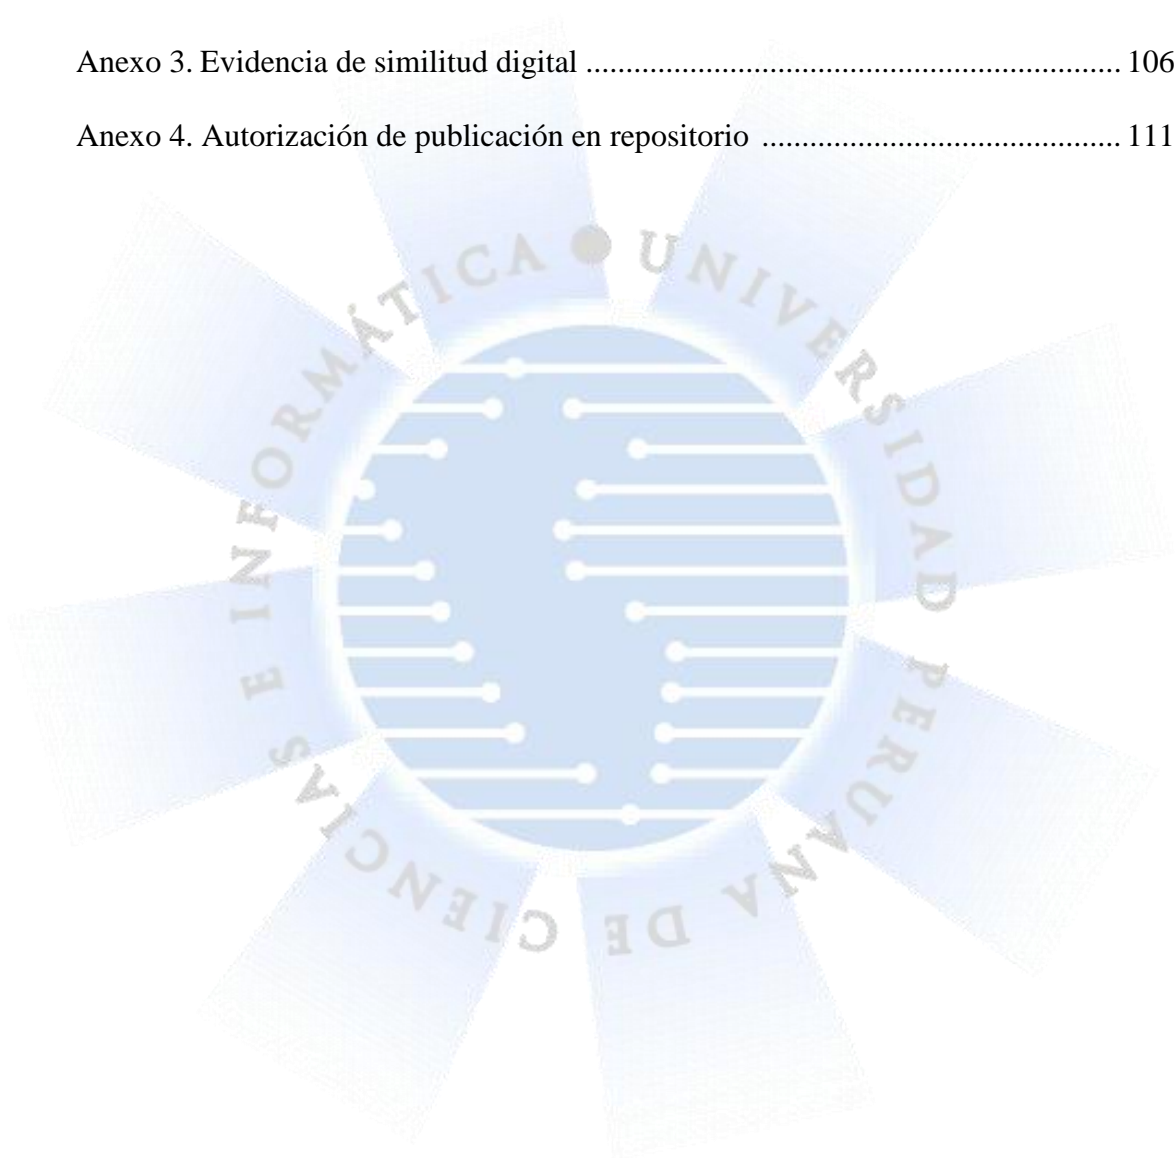 Anexo 3. Evidencia de similitud digital .................................................................... 106
Anexo 4. Autorización de publicación en repositorio ............................................. 111
UNIVERSIDAD PERUANA DE CIENCIAS E INFORMÁTICA